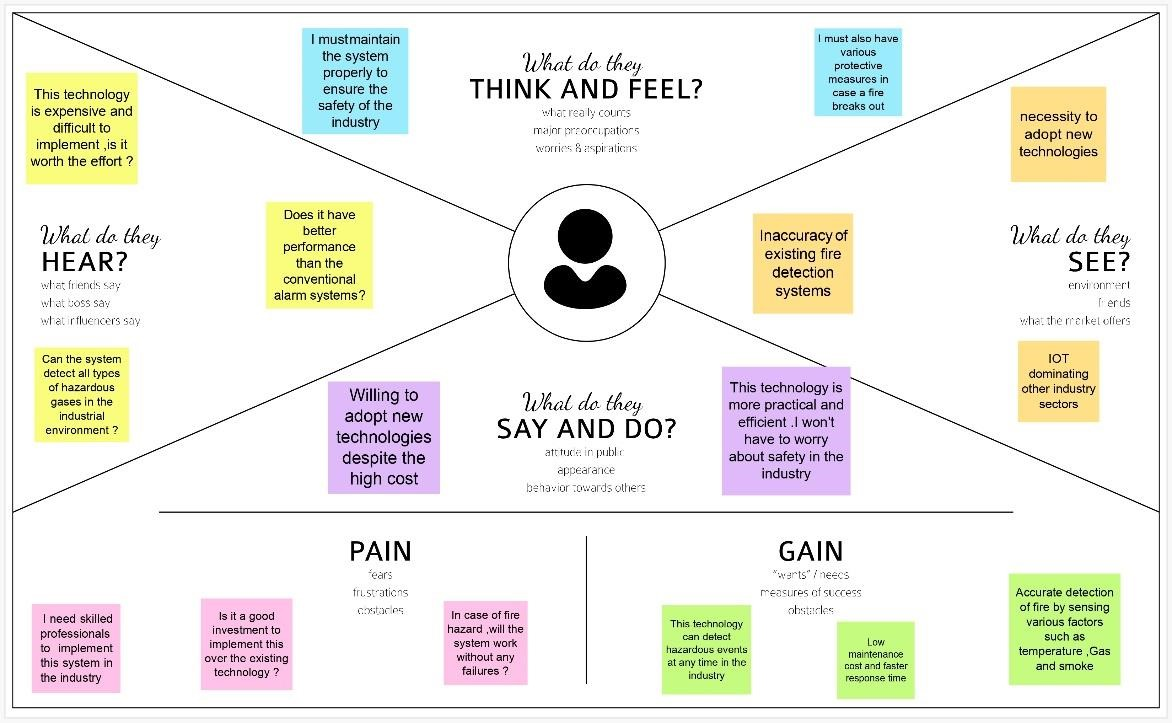 What do they
THINK AND FEEL?
what really counts
major preoccupations
worries & aspirations
I must maintain
the system
properly to
ensure the
safety of the
industry
I must also have
various
protective
measures in
case a fire
breaks out
This technology
is expensive and
difficult to
implement ,is it
worth the effort ?
What do they
HEAR?
what friends say
what boss say
what influencers say
Does it have
better
performance
than the
conventional
alarm systems?
Can the system
detect all types
of hazardous
gases in the
industrial
environment ?
necessity to
adopt new
technologies
Inaccuracy of
existing fire
detection
systems
What do they
SEE?
environment
friends
what the market offers
IOT
dominating
other industry
sectors
What do they
SAY AND DO?
attitude in public
appearance
behavior towards others
Willing to
adopt new
technologies
despite the
high cost
This technology is
more practical and
efficient .I won't
have to worry
about safety in the
industry
PAIN
fears
frustrations
obstacles
I need skilled
professionals
to implement
this system in
the industry
Is it a good
investment to
implement this
over the existing
technology ?
In case of fire
hazard ,will the
system work
without any
failures ?
GAIN
"wants" / needs
measures of success
obstacles
This technology
can detect
hazardous events
at any time in the
industry
Low
maintenance
cost and faster
response time
Accurate detection
of fire by sensing
various factors
such as
temperature ,Gas
and smoke